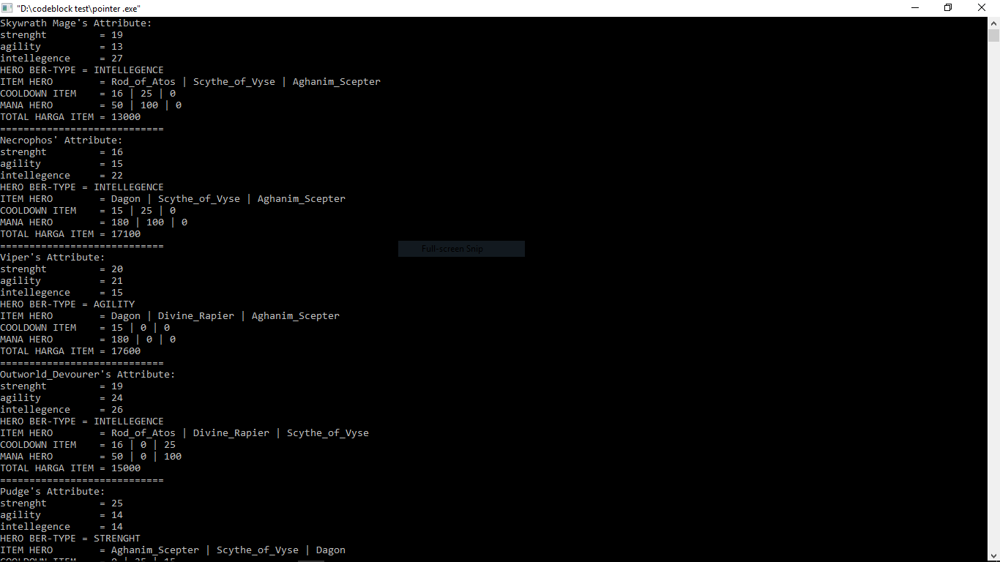 "D:\codeblock test\pointer .exe"
Skywrath Mage's Attribute:
strenght         = 19
agility          = 13
intellegence     = 27
HERO BER-TYPE = INTELLEGENCE
ITEM HERO        = Rod_of_Atos | Scythe_of_Vyse | Aghanim_Scepter
COOLDOWN ITEM    = 16 | 25 | 0
MANA HERO        = 50 | 100 | 0
TOTAL HARGA ITEM = 13000
============================
Necrophos' Attribute:
strenght         = 16
agility          = 15
intellegence     = 22
HERO BER-TYPE = INTELLEGENCE
ITEM HERO        = Dagon | Scythe_of_Vyse | Aghanim_Scepter
COOLDOWN ITEM    = 15 | 25 | 0
MANA HERO        = 180 | 100 | 0
TOTAL HARGA ITEM = 17100
============================
Full-screen Snip
Viper's Attribute:
strenght         = 20
agility          = 21
intellegence     = 15
HERO BER-TYPE = AGILITY
ITEM HERO        = Dagon | Divine_Rapier | Aghanim_Scepter
COOLDOWN ITEM    = 15 | 0 | 0
MANA HERO        = 180 | 0 | 0
TOTAL HARGA ITEM = 17600
============================
Outworld_Devourer's Attribute:
strenght         = 19
agility          = 24
intellegence     = 26
HERO BER-TYPE = INTELLEGENCE
ITEM HERO        = Rod_of_Atos | Divine_Rapier | Scythe_of_Vyse
COOLDOWN ITEM    = 16 | 0 | 25
MANA HERO        = 50 | 0 | 100
TOTAL HARGA ITEM = 15000
============================
Pudge's Attribute:
strenght         = 25
agility          = 14
intellegence     = 14
HERO BER-TYPE = STRENGHT
ITEM HERO        = Aghanim_Scepter | Scythe_of_Vyse | Dagon
COOLDOWN ITEM    = 0 | 25 | 15